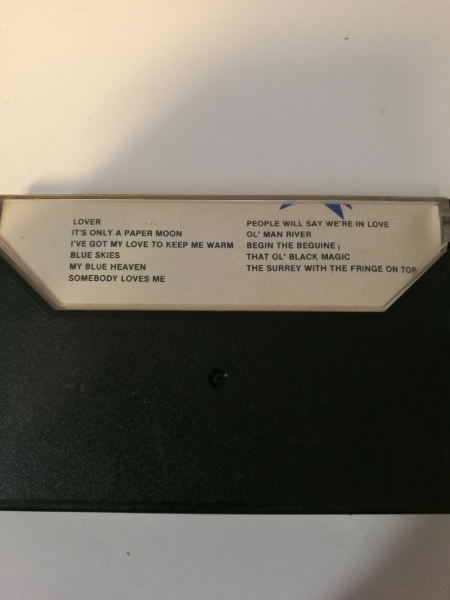 LOVER
IT'S ONLY A PAPER MOON
I'VE GOT MY LOVE TO KEEP ME WARM
BLUE SKIES
MY BLUE HEAVEN
SOMEBODY LOVES ME
PEOPLE WILL SAY WE'RE IN LOVE
OL' MAN RIVER
BEGIN THE BEGUINE
THAT OL' BLACK MAGIC
THE SURREY WITH THE FRINGE ON TOP